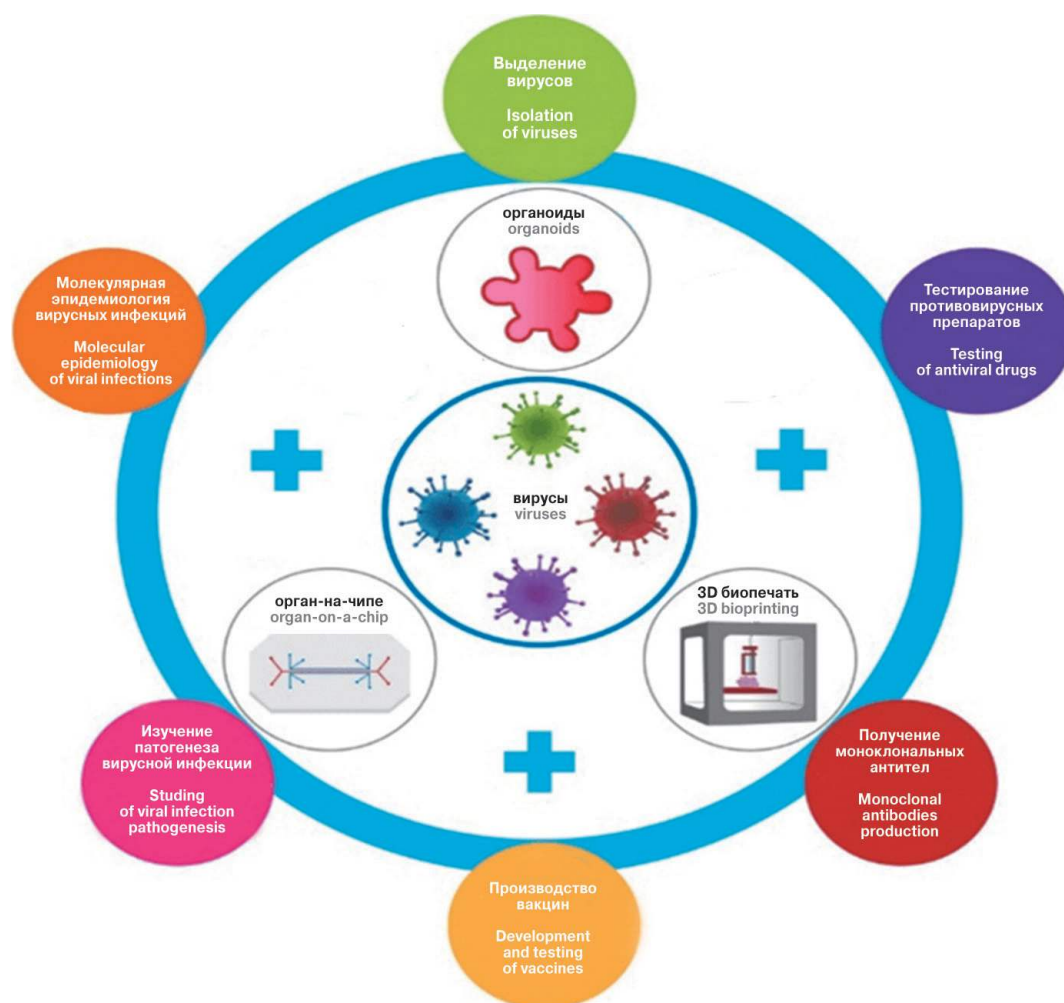 Выделение
вирусов
Isolation
of viruses
органоиды
organoids
Молекулярная
эпидемиология
вирусных инфекций
Molecular
epidemiology
of viral infections
Тестирование
противовирусных
препаратов
Testing
of antiviral drugs
вирусы
viruses
орган-на-чипе
organ-on-a-chip
3D биопечать
3D bioprinting
Изучение
патогенеза
вирусной инфекции
Studing
of viral infection
pathogenesis
Получение
моноклональных
антител
Monoclonal
antibodies
production
Производство
вакцин
Development
and testing
of vaccines